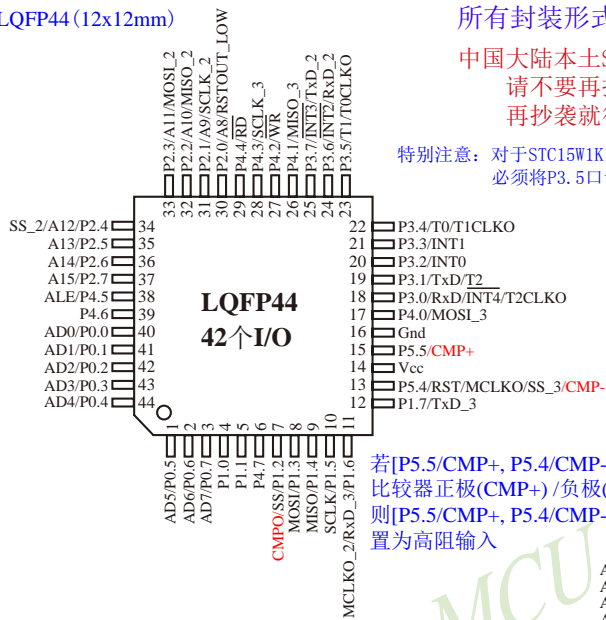 LQFP44（12x12mm）
所有封装形式
中国大陆本土S
请不要再
再抄袭就
特别注意：对于STC15W1K
必须将P3.5口
P2.3/A11/MOSI_2
P2.2/A10/MISO_2
P2.1/A9/SCLK_2
P2.0/A8/RSTOUT_LOW
P4.4/RD
P4.3/SCLK_3
P4.2/WR
P4.1/MISO_3
P3.7/INT3/TxD_2
P3.6/INT2/RxD_2
P3.5/T1/T0CLKO
33
32
31
30
29
28
27
26
25
24
23
SS_2/A12/P2.4 34
A13/P2.5 35
A14/P2.6 36
A15/P2.7 37
ALE/P4.5 38
P4.6 39
AD0/P0.0 40
AD1/P0.1 41
AD2/P0.2 42
AD3/P0.3 43
AD4/P0.4 44
LQFP44
42个I/O
22 P3.4/T0/T1CLKO
21 P3.3/INT1
20 P3.2/INT0
19 P3.1/TxD/T2
18 P3.0/RxD/INT4/T2CLKO
17 P4.0/MOSI_3
16 Gnd
15 P5.5/CMP+
14 Vcc
13 P5.4/RST/MCLKO/SS_3/CMP-
12 P1.7/TxD_3
1
2
3
4
5
6
7
8
9
10
11
AD5/P0.5
AD6/P0.6
AD7/P0.7
P1.0
P1.1
P4.7
CMPO/SS/P1.2
MOSI/P1.3
MISO/P1.4
SCLK/P1.5
MCLKO_2/RxD_3/P1.6
若[P5.5/CMP+, P5.4/CMP-
比较器正极(CMP+) /负极(
则[P5.5/CMP+, P5.4/CMP-
置为高阻输入
MCU
A
A
A